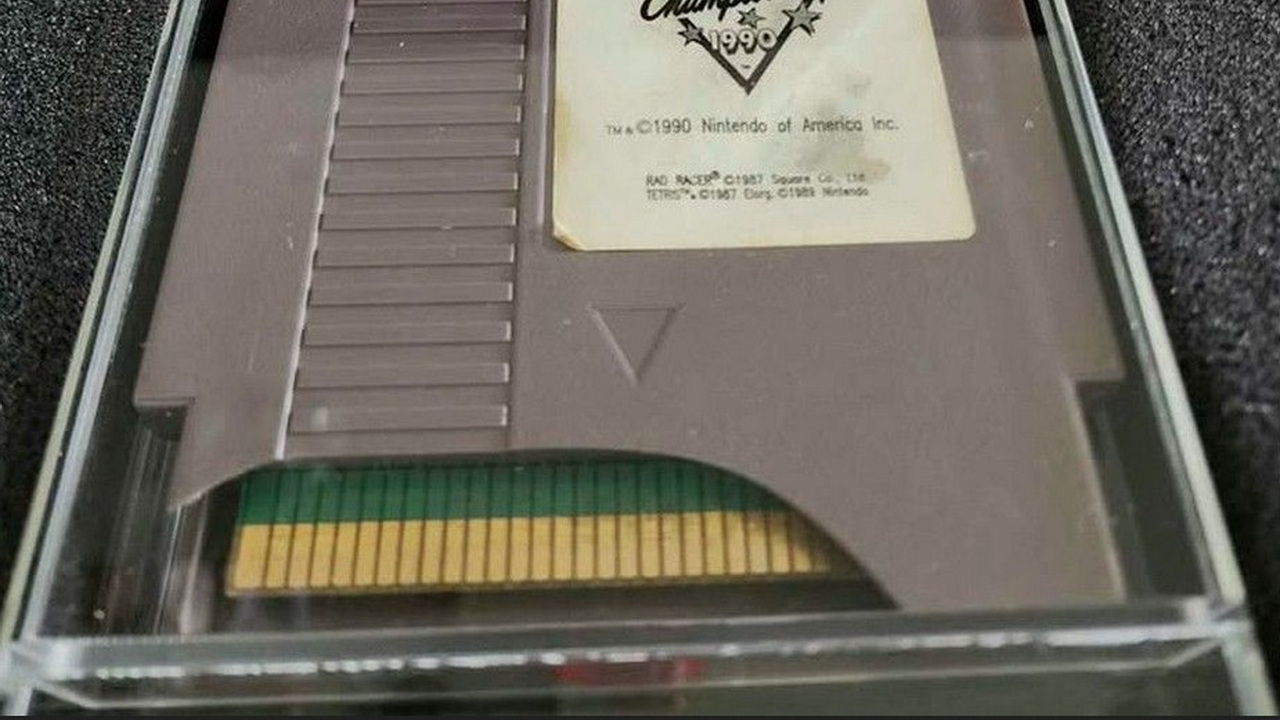 1990
TM & ©1990 Nintendo of America Inc.
RAD RACER® ©1987 Square Co., Ltd.
TETRIS™. ©1987 Elorg. ©1989 Nintendo